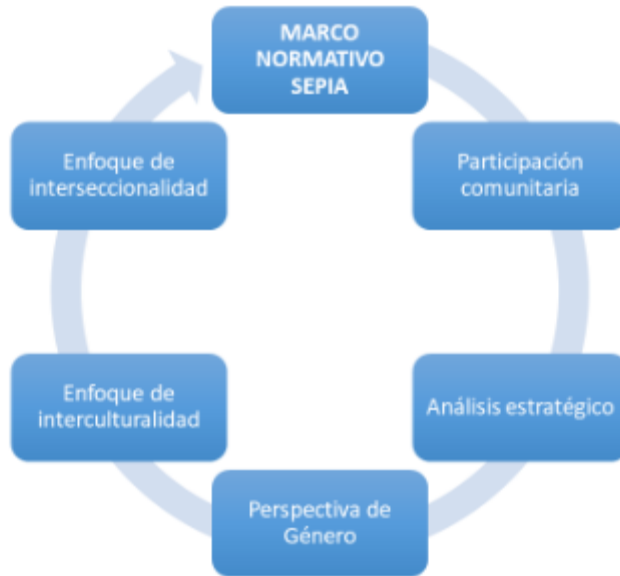 MARCO
NORMATIVO
SEPIA
Participación
comunitaria
Análisis estratégico
Perspectiva de
Género
Enfoque de
interculturalidad
Enfoque de
interseccionalidad